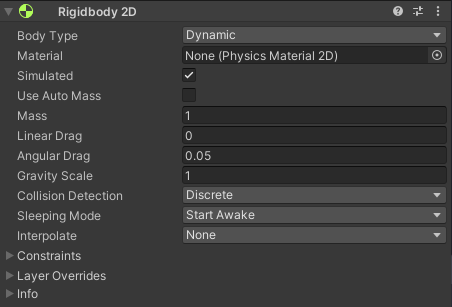 Rigidbody 2D
Body Type Dynamic
Material None (Physics Material 2D)
Simulated
Use Auto Mass
Mass 1
Linear Drag 0
Angular Drag 0.05
Gravity Scale 1
Collision Detection Discrete
Sleeping Mode Start Awake
Interpolate None
Constraints
Layer Overrides
Info